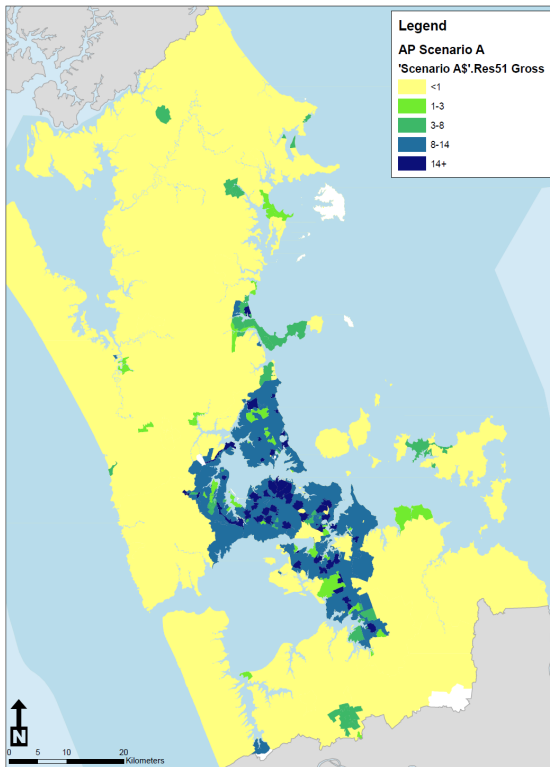 Legend
AP Scenario A
'Scenario A$'.Res51 Gross
<1
1-3
3-8
8-14
14+
N
0 5 10 20
Kilometers